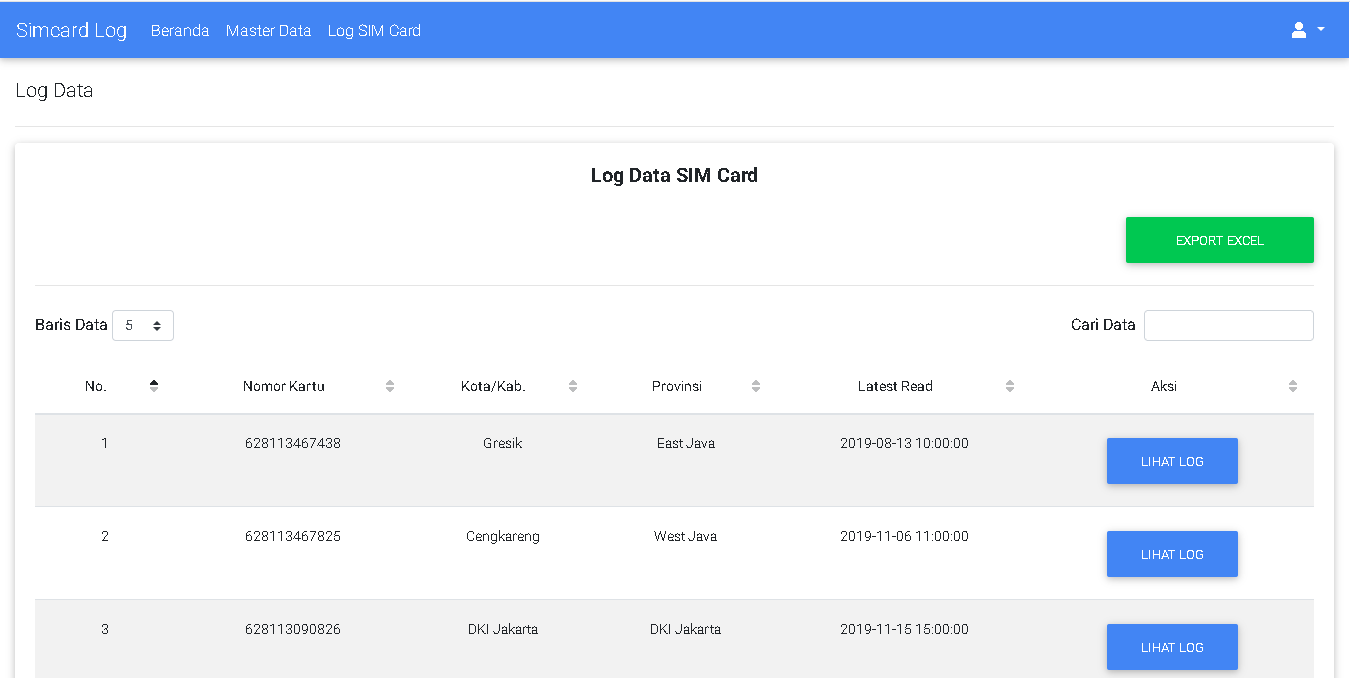 Simcard Log Beranda Master Data Log SIM Card
Log Data
Log Data SIM Card
EXPORT EXCEL
Baris Data 5 Cari Data
No. Nomor Kartu Kota/Kab. Provinsi Latest Read Aksi
1 628113467438 Gresik East Java 2019-08-13 10:00:00 LIHAT LOG
2 628113467825 Cengkareng West Java 2019-11-06 11:00:00 LIHAT LOG
3 628113090826 DKI Jakarta DKI Jakarta 2019-11-15 15:00:00 LIHAT LOG